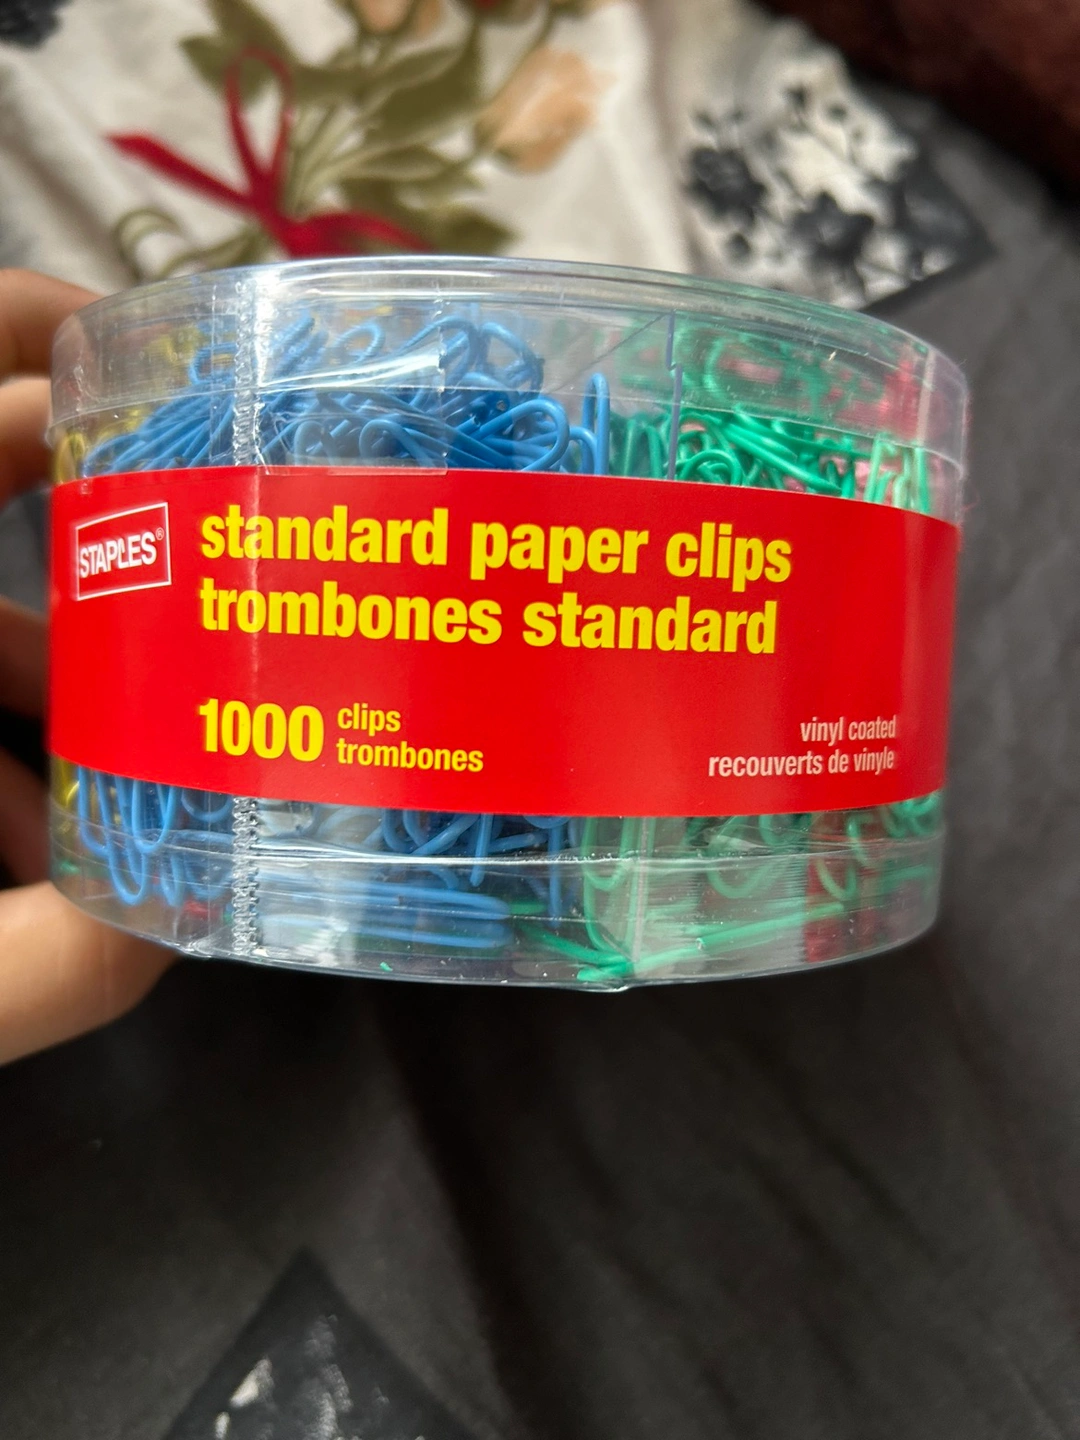 STAPLES®
standard paper clips
trombones standard
1000 clips
trombones
vinyl coated
recouverts de vinyle